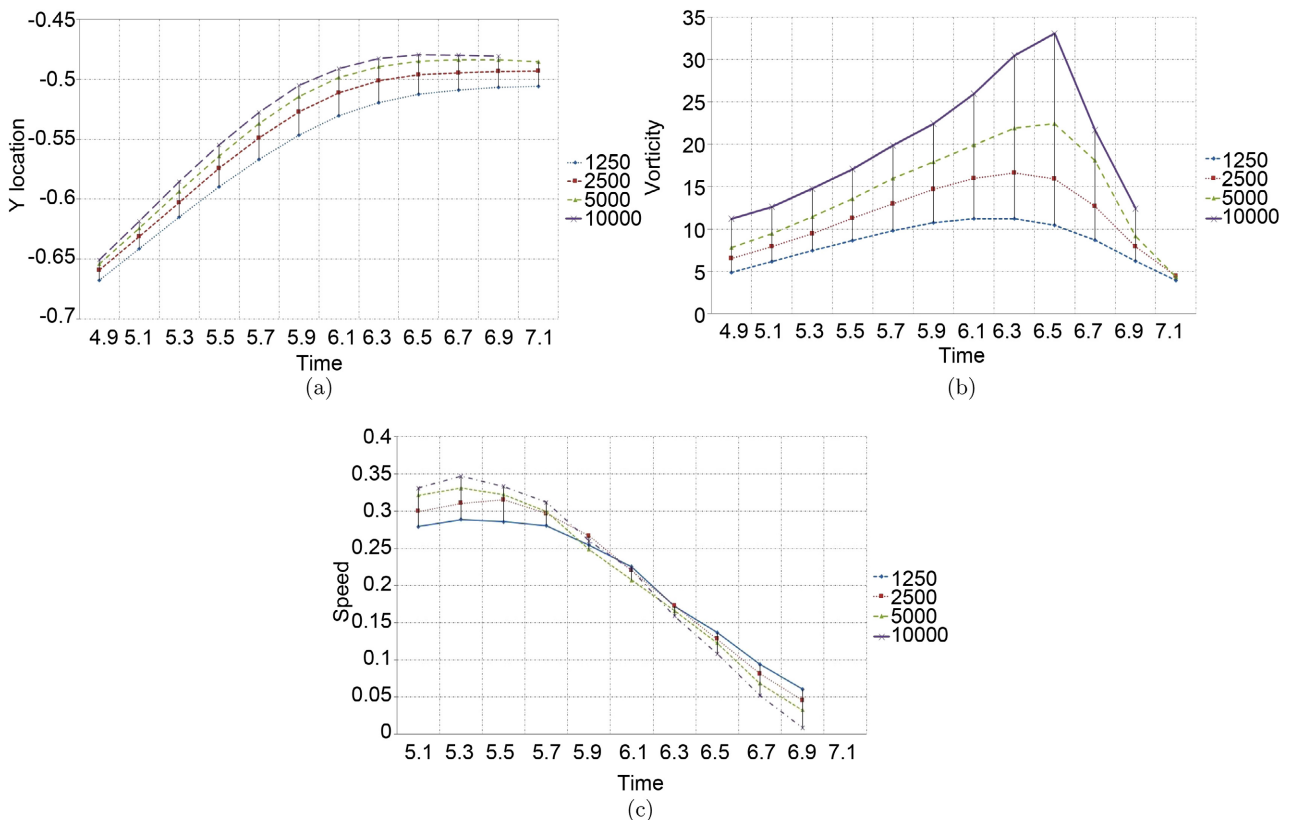 -0.45
-0.5
-0.55
-0.6
-0.65
-0.7
Y location
4.9 5.1 5.3 5.5 5.7 5.9 6.1 6.3 6.5 6.7 6.9 7.1
Time
(a)
1250
2500
5000
10000
35
30
25
20
15
10
5
0
Vorticity
4.9 5.1 5.3 5.5 5.7 5.9 6.1 6.3 6.5 6.7 6.9 7.1
Time
(b)
1250
2500
5000
10000
0.4
0.35
0.3
0.25
0.2
0.15
0.1
0.05
0
Speed
5.1 5.3 5.5 5.7 5.9 6.1 6.3 6.5 6.7 6.9 7.1
Time
(c)
1250
2500
5000
10000